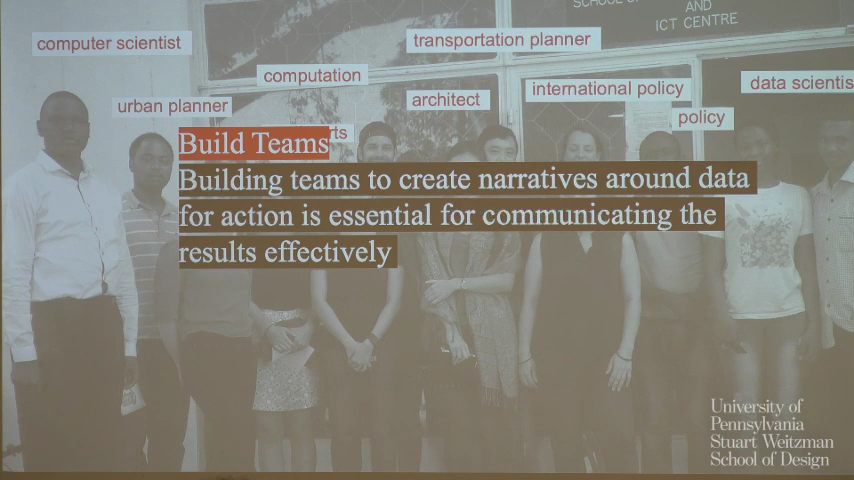 AND
ICT CENTRE
computer scientist
transportation planner
computation
international policy
data scientis
urban planner
architect
policy
Build Teams
Building teams to create narratives around data
for action is essential for communicating the
results effectively
University of
Pennsylvania
Stuart Weitzman
School of Design